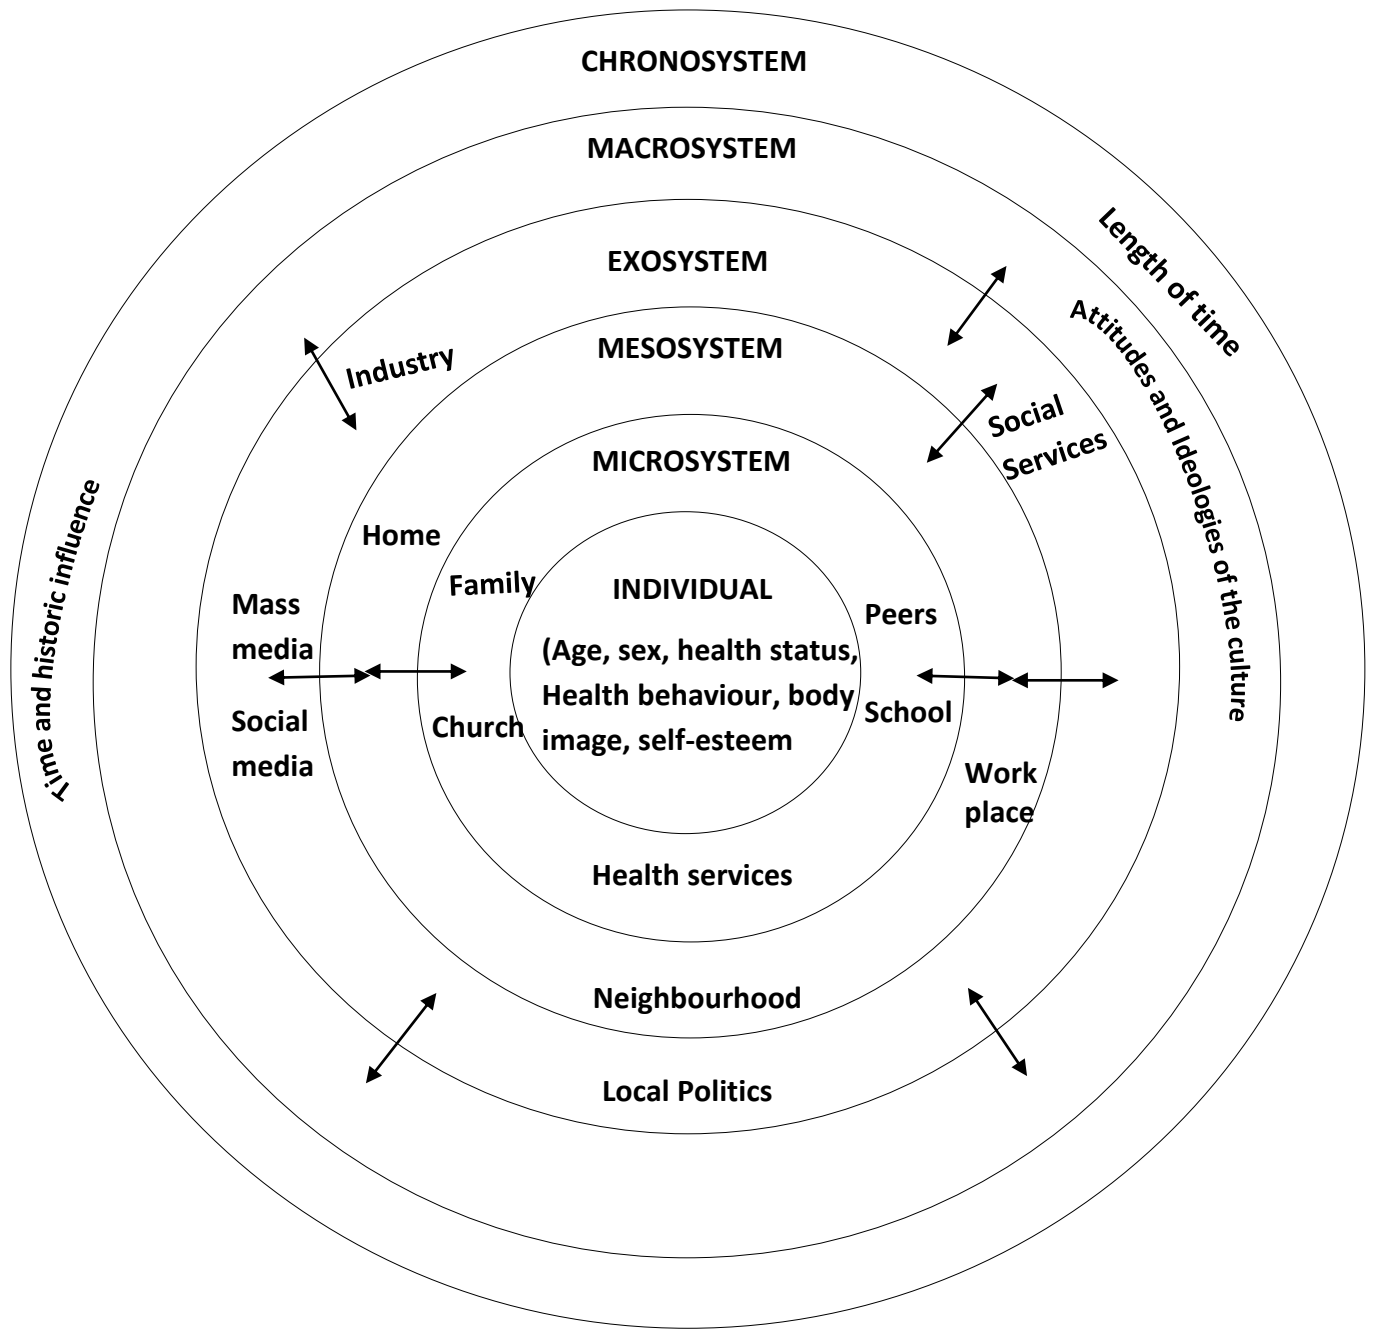 CHRONOSYSTEM
MACROSYSTEM
Length of time
EXOSYSTEM
Attitudes and Ideologies of the culture
MESOSYSTEM
Industry
Social
Services
MICROSYSTEM
Time and historic influence
Home
Family
INDIVIDUAL
Mass
media
Peers
(Age, sex, health status,
Health behaviour, body
image, self-esteem
Social
media
Church
School
Work
place
Health services
Neighbourhood
Local Politics